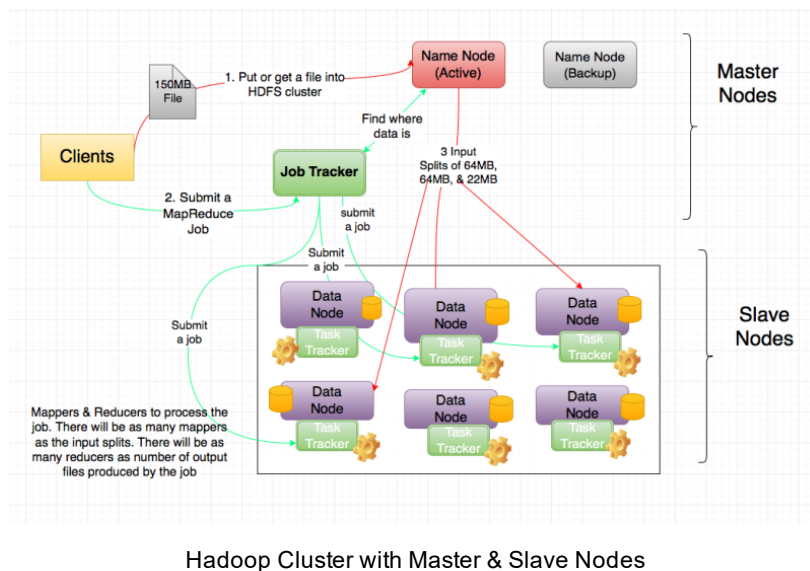 Name Node
(Active)
Name Node
(Backup)
Master
Nodes
150MB
File
1. Put or get a file into
HDFS cluster
Find where
data is
Clients
3 Input
Splits of 64MB,
64MB, & 22MB
Job Tracker
2. Submit a
MapReduce
Job
submit
a job
Submit
a job
Submit
a job
Slave
Nodes
Data
Node
Task
Tracker
Data
Node
Task
Tracker
Data
Node
Task
Tracker
Data
Node
Task
Tracker
Data
Node
Task
Tracker
Data
Node
Task
Tracker
Mappers & Reducers to process the
job. There will be as many mappers
as the input splits. There will be as
many reducers as number of output
files produced by the job
Hadoop Cluster with Master & Slave Nodes